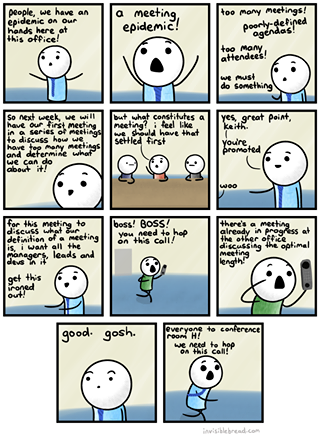 people, we have an
epidemic on our
hands here at
this office!
a meeting
epidemic!
too many meetings!
poorly-defined
agendas!
too many
attendees!
we must
do something
so next week, we will
have our first meeting
in a series of meetings
to discuss how we
have too many meetings
and determine what
we can do
about it!
but what constitutes a
meeting? i feel like
we should have that
settled first
yes, great point,
keith.
you're
promoted
woo
for this meeting to
discuss what our
definition of a meeting
is, i want all the
managers, leads and
devs in it
get this
ironed
out!
boss! BOSS!
you need to hop
on this call!
there's a meeting
already in progress at
the other office
discussing the optimal
meeting
length!
good. gosh.
everyone to conference
room H!
we need to hop
on this call!
invisiblebread.com